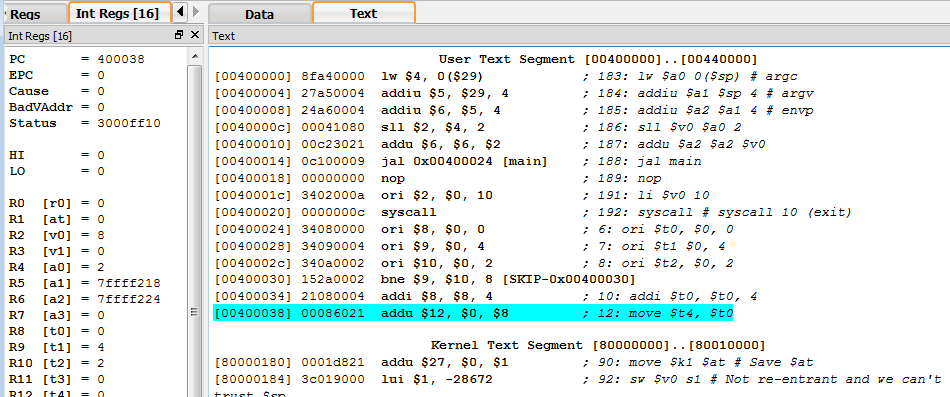 Regs Int Regs [16] Data Text
Int Regs [16] Text
PC = 400038
EPC = 0
Cause = 0
BadVAddr = 0
Status = 3000ff10
HI = 0
LO = 0
R0 [r0] = 0
R1 [at] = 0
R2 [v0] = 8
R3 [v1] = 0
R4 [a0] = 2
R5 [a1] = 7ffff218
R6 [a2] = 7ffff224
R7 [a3] = 0
R8 [t0] = 0
R9 [t1] = 4
R10 [t2] = 2
R11 [t3] = 0
R12 [t4] = 0
User Text Segment [00400000]..[00440000]
[00400000] 8fa40000 lw $4, 0($29) ; 183: lw $a0 0($sp) # argc
[00400004] 27a50004 addiu $5, $29, 4 ; 184: addiu $a1 $sp 4 # argv
[00400008] 24a60004 addiu $6, $5, 4 ; 185: addiu $a2 $a1 4 # envp
[0040000c] 00041080 sll $2, $4, 2 ; 186: sll $v0 $a0 2
[00400010] 00c23021 addu $6, $6, $2 ; 187: addu $a2 $a2 $v0
[00400014] 0c100009 jal 0x00400024 [main] ; 188: jal main
[00400018] 00000000 nop ; 189: nop
[0040001c] 3402000a ori $2, $0, 10 ; 191: li $v0 10
[00400020] 0000000c syscall ; 192: syscall # syscall 10 (exit)
[00400024] 34080000 ori $8, $0, 0 ; 6: ori $t0, $0, 0
[00400028] 34090004 ori $9, $0, 4 ; 7: ori $t1 $0, 4
[0040002c] 340a0002 ori $10, $0, 2 ; 8: ori $t2, $0, 2
[00400030] 152a0002 bne $9, $10, 8 [SKIP-0x00400030]
[00400034] 21080004 addi $8, $8, 4 ; 10: addi $t0, $t0, 4
[00400038] 00086021 addu $12, $0, $8 ; 12: move $t4, $t0
Kernel Text Segment [80000000]..[80010000]
[80000180] 0001d821 addu $27, $0, $1 ; 90: move $k1 $at # Save $at
[80000184] 3c019000 lui $1, -28672 ; 92: sw $v0 s1 # Not re-entrant and we can't
trust $sp